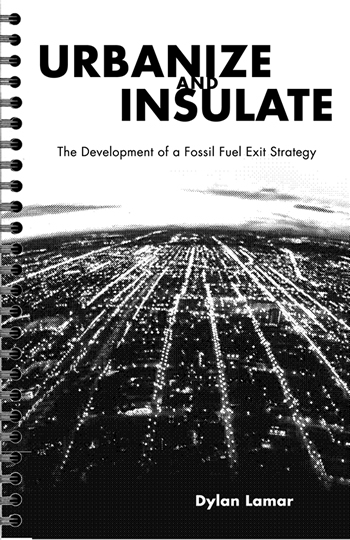 URBANIZE
AND
INSULATE
The Development of a Fossil Fuel Exit Strategy
Dylan Lamar